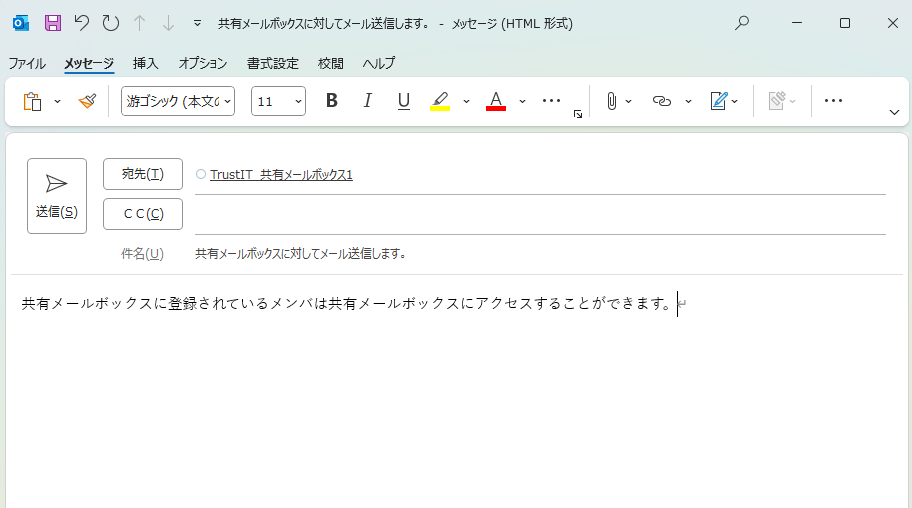 共有メールボックスに対してメール送信します。 - メッセージ (HTML 形式)
ファイル メッセージ 挿入 オプション 書式設定 校閲 ヘルプ
游ゴシック (本文の 11 B I U A
宛先(T) TrustIT 共有メールボックス1
送信(S)
ＣＣ(C)
件名(U) 共有メールボックスに対してメール送信します。
共有メールボックスに登録されているメンバは共有メールボックスにアクセスすることができます。